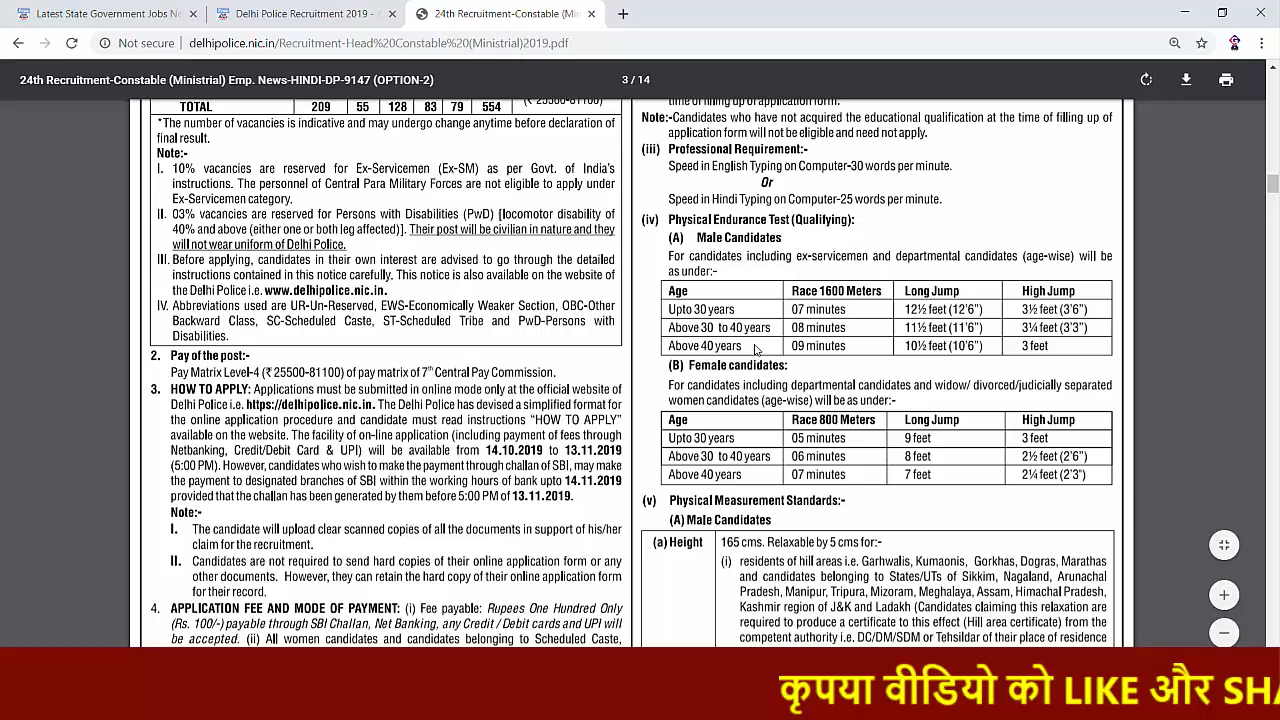 Latest State Government Jobs No
Delhi Police Recruitment 2019 - A
24th Recruitment-Constable (Min
Not secure
delhipolice.nic.in/Recruitment-Head%20Constable%20(Ministrial)2019.pdf
24th Recruitment-Constable (Ministrial) Emp. News-HINDI-DP-9147 (OPTION-2)
3 / 14
TOTAL 209 55 128 83 79 554 (₹ 25500-81100)
*The number of vacancies is indicative and may undergo change anytime before declaration of
final result.
Note:-
I. 10% vacancies are reserved for Ex-Servicemen (Ex-SM) as per Govt. of India's
instructions. The personnel of Central Para Military Forces are not eligible to apply under
Ex-Servicemen category.
II. 03% vacancies are reserved for Persons with Disabilities (PwD) [locomotor disability of
40% and above (either one or both leg affected)]. Their post will be civilian in nature and they
will not wear uniform of Delhi Police.
III. Before applying, candidates in their own interest are advised to go through the detailed
instructions contained in this notice carefully. This notice is also available on the website of
the Delhi Police i.e. www.delhipolice.nic.in.
IV. Abbreviations used are UR-Un-Reserved, EWS-Economically Weaker Section, OBC-Other
Backward Class, SC-Scheduled Caste, ST-Scheduled Tribe and PwD-Persons with
Disabilities.
2. Pay of the post:-
Pay Matrix Level-4 (₹ 25500-81100) of pay matrix of 7th Central Pay Commission.
3. HOW TO APPLY: Applications must be submitted in online mode only at the official website of
Delhi Police i.e. https://delhipolice.nic.in. The Delhi Police has devised a simplified format for
the online application procedure and candidate must read instructions "HOW TO APPLY"
available on the website. The facility of on-line application (including payment of fees through
Netbanking, Credit/Debit Card & UPI) will be available from 14.10.2019 to 13.11.2019
(5:00 PM). However, candidates who wish to make the payment through challan of SBI, may make
the payment to designated branches of SBI within the working hours of bank upto 14.11.2019
provided that the challan has been generated by them before 5:00 PM of 13.11.2019.
Note:-
I. The candidate will upload clear scanned copies of all the documents in support of his/her
claim for the recruitment.
II. Candidates are not required to send hard copies of their online application form or any
other documents. However, they can retain the hard copy of their online application form
for their record.
4. APPLICATION FEE AND MODE OF PAYMENT: (i) Fee payable: Rupees One Hundred Only
(Rs. 100/-) payable through SBI Challan, Net Banking, any Credit / Debit cards and UPI will
be accepted. (ii) All women candidates and candidates belonging to Scheduled Caste,
time of filling up of application form.
Note:-Candidates who have not acquired the educational qualification at the time of filling up of
application form will not be eligible and need not apply.
(iii) Professional Requirement:-
Speed in English Typing on Computer-30 words per minute.
Or
Speed in Hindi Typing on Computer-25 words per minute.
(iv) Physical Endurance Test (Qualifying):
(A) Male Candidates
For candidates including ex-servicemen and departmental candidates (age-wise) will be
as under:-
Age Race 1600 Meters Long Jump High Jump
Upto 30 years 07 minutes 12½ feet (12'6") 3½ feet (3'6")
Above 30 to 40 years 08 minutes 11½ feet (11'6") 3¼ feet (3'3")
Above 40 years 09 minutes 10½ feet (10'6") 3 feet
(B) Female candidates:
For candidates including departmental candidates and widow/ divorced/judicially separated
women candidates (age-wise) will be as under:-
Age Race 800 Meters Long Jump High Jump
Upto 30 years 05 minutes 9 feet 3 feet
Above 30 to 40 years 06 minutes 8 feet 2½ feet (2'6")
Above 40 years 07 minutes 7 feet 2¼ feet (2'3")
(v) Physical Measurement Standards:-
(A) Male Candidates
(a) Height 165 cms. Relaxable by 5 cms for:-
(i) residents of hill areas i.e. Garhwalis, Kumaonis, Gorkhas, Dogras, Marathas
and candidates belonging to States/UTs of Sikkim, Nagaland, Arunachal
Pradesh, Manipur, Tripura, Mizoram, Meghalaya, Assam, Himachal Pradesh,
Kashmir region of J&K and Ladakh (Candidates claiming this relaxation are
required to produce a certificate to this effect (Hill area certificate) from the
competent authority i.e. DC/DM/SDM or Tehsildar of their place of residence
कृपया वीडियो को LIKE और SHA